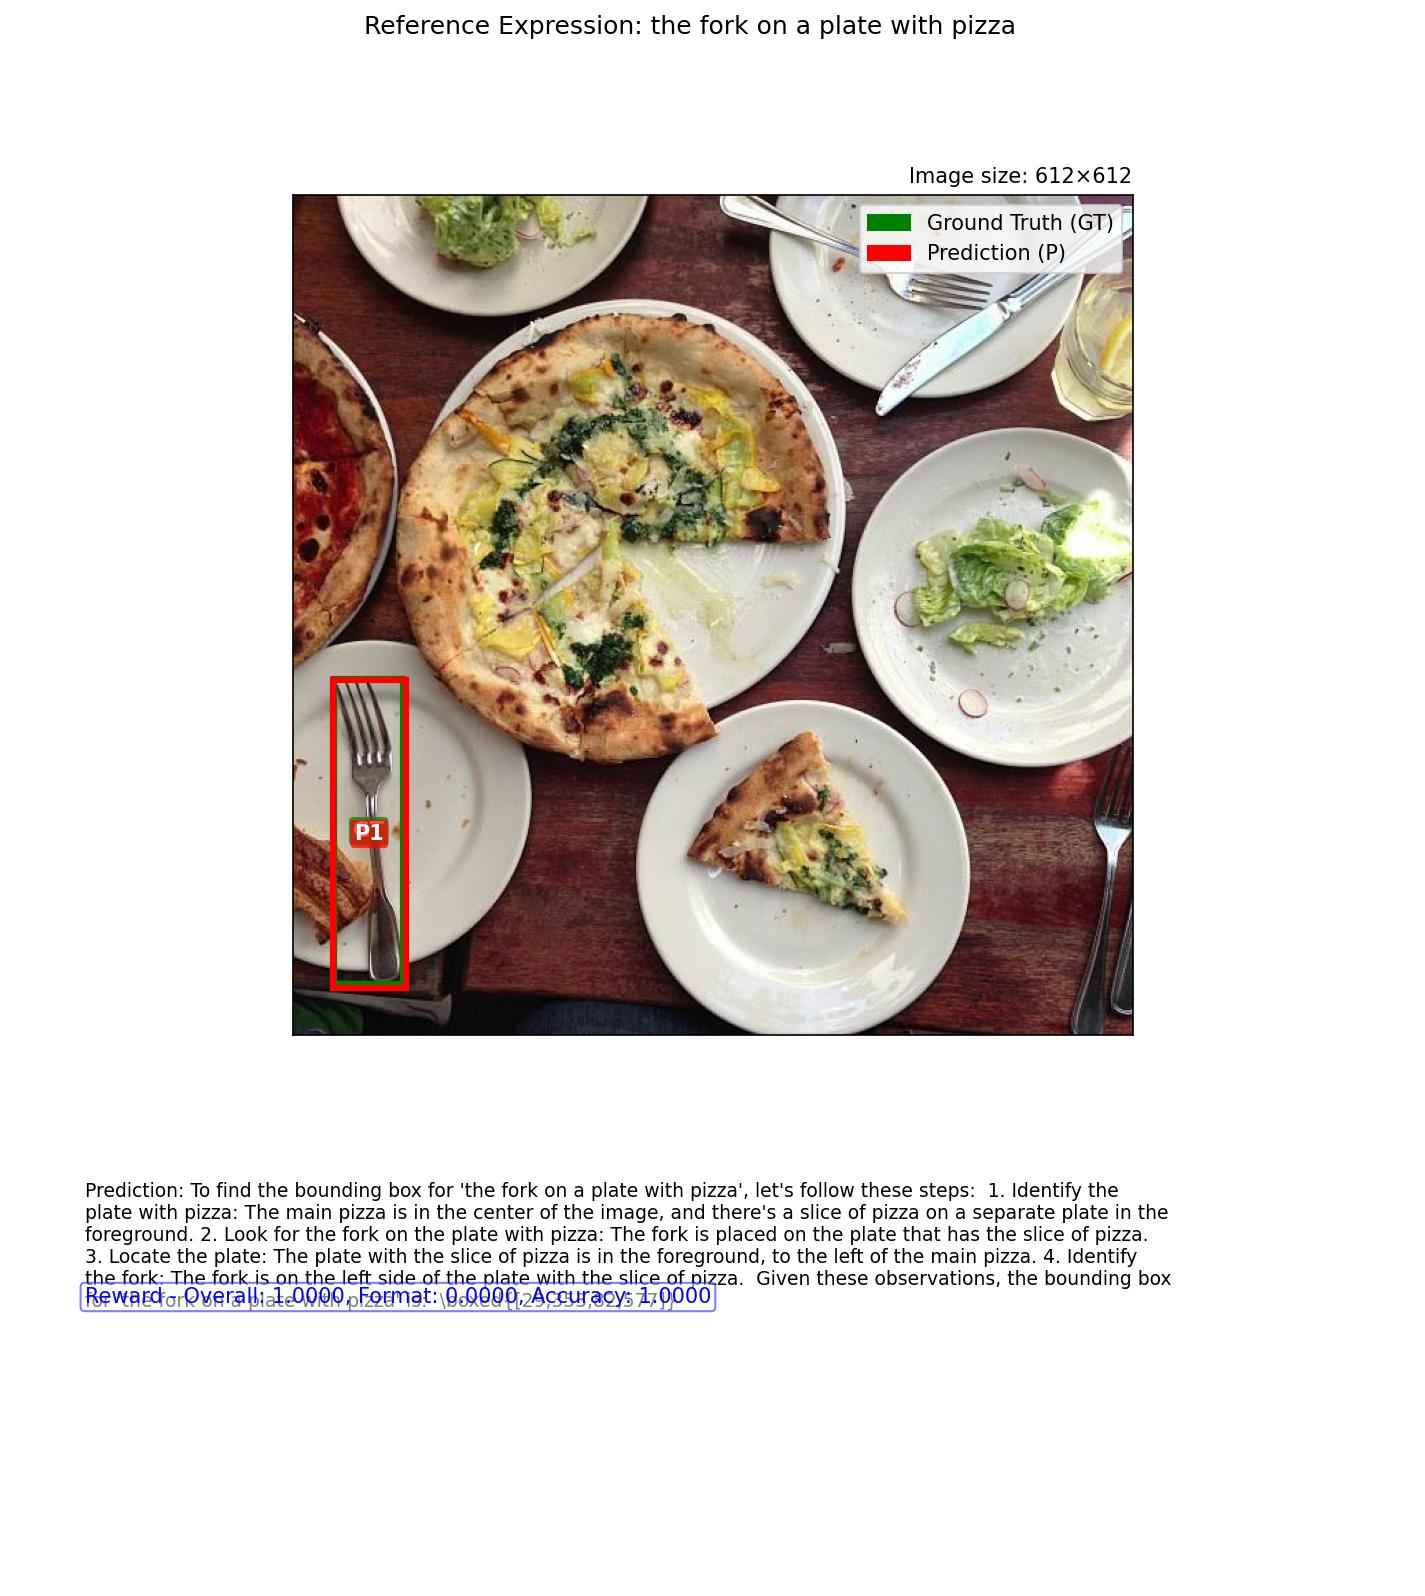 Reference Expression: the fork on a plate with pizza
Image size: 612×612
Ground Truth (GT)
Prediction (P)
P1
Prediction: To find the bounding box for 'the fork on a plate with pizza', let's follow these steps:  1. Identify the
plate with pizza: The main pizza is in the center of the image, and there's a slice of pizza on a separate plate in the
foreground. 2. Look for the fork on the plate with pizza: The fork is placed on the plate that has the slice of pizza.
3. Locate the plate: The plate with the slice of pizza is in the foreground, to the left of the main pizza. 4. Identify
the fork: The fork is on the left side of the plate with the slice of pizza.  Given these observations, the bounding box
for 'the fork on a plate with pizza' is: \boxed{[29,353,82,577]}
Reward - Overall: 1.0000, Format: 0.0000, Accuracy: 1.0000